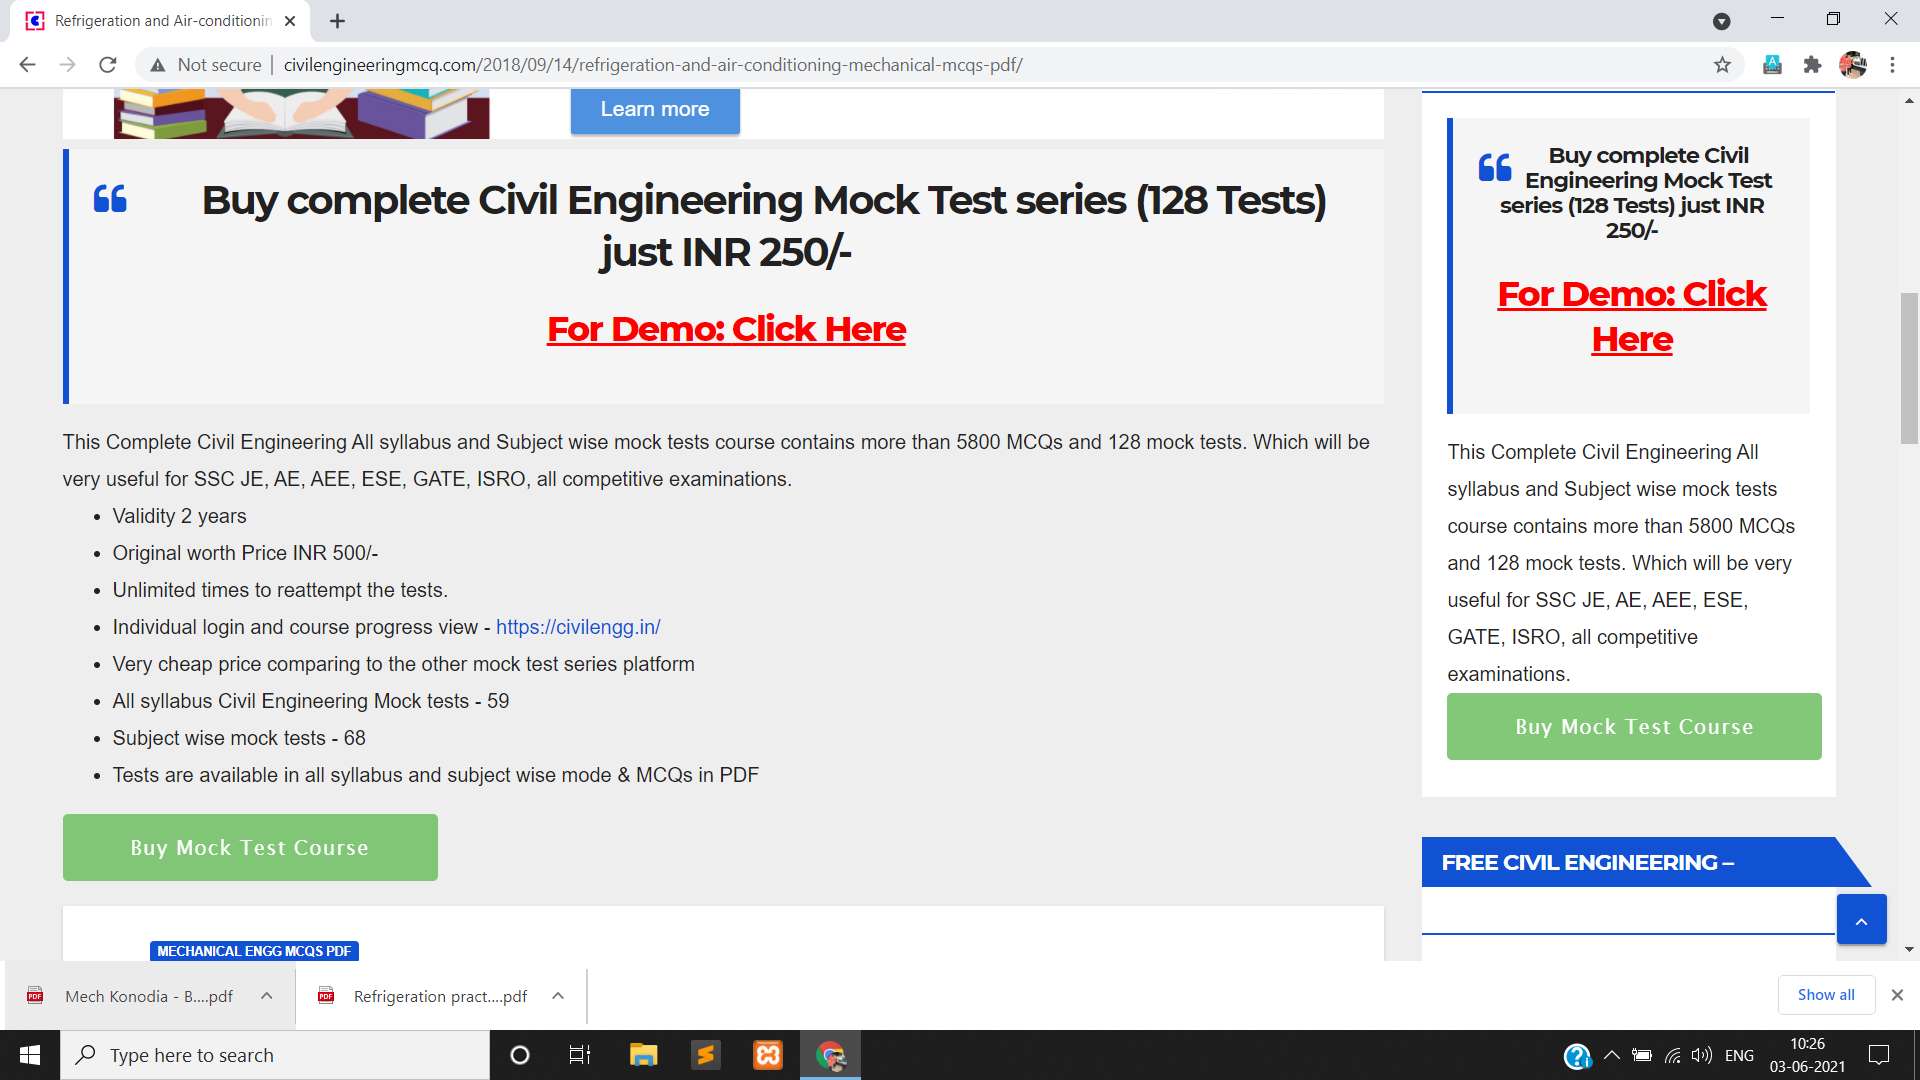 Refrigeration and Air-conditionin
Not secure
civilengineeringmcq.com/2018/09/14/refrigeration-and-air-conditioning-mechanical-mcqs-pdf/
Learn more
Buy complete Civil Engineering Mock Test series (128 Tests)
just INR 250/-
For Demo: Click Here
This Complete Civil Engineering All syllabus and Subject wise mock tests course contains more than 5800 MCQs and 128 mock tests. Which will be
very useful for SSC JE, AE, AEE, ESE, GATE, ISRO, all competitive examinations.
Validity 2 years
Original worth Price INR 500/-
Unlimited times to reattempt the tests.
Individual login and course progress view - https://civilengg.in/
Very cheap price comparing to the other mock test series platform
All syllabus Civil Engineering Mock tests - 59
Subject wise mock tests - 68
Tests are available in all syllabus and subject wise mode & MCQs in PDF
Buy Mock Test Course
MECHANICAL ENGG MCQS PDF
Buy complete Civil
Engineering Mock Test
series (128 Tests) just INR
250/-
For Demo: Click
Here
This Complete Civil Engineering All
syllabus and Subject wise mock tests
course contains more than 5800 MCQs
and 128 mock tests. Which will be very
useful for SSC JE, AE, AEE, ESE,
GATE, ISRO, all competitive
examinations.
Buy Mock Test Course
FREE CIVIL ENGINEERING –
Mech Konodia - B....pdf
Refrigeration pract....pdf
Show all
Type here to search
ENG
10:26
03-06-2021